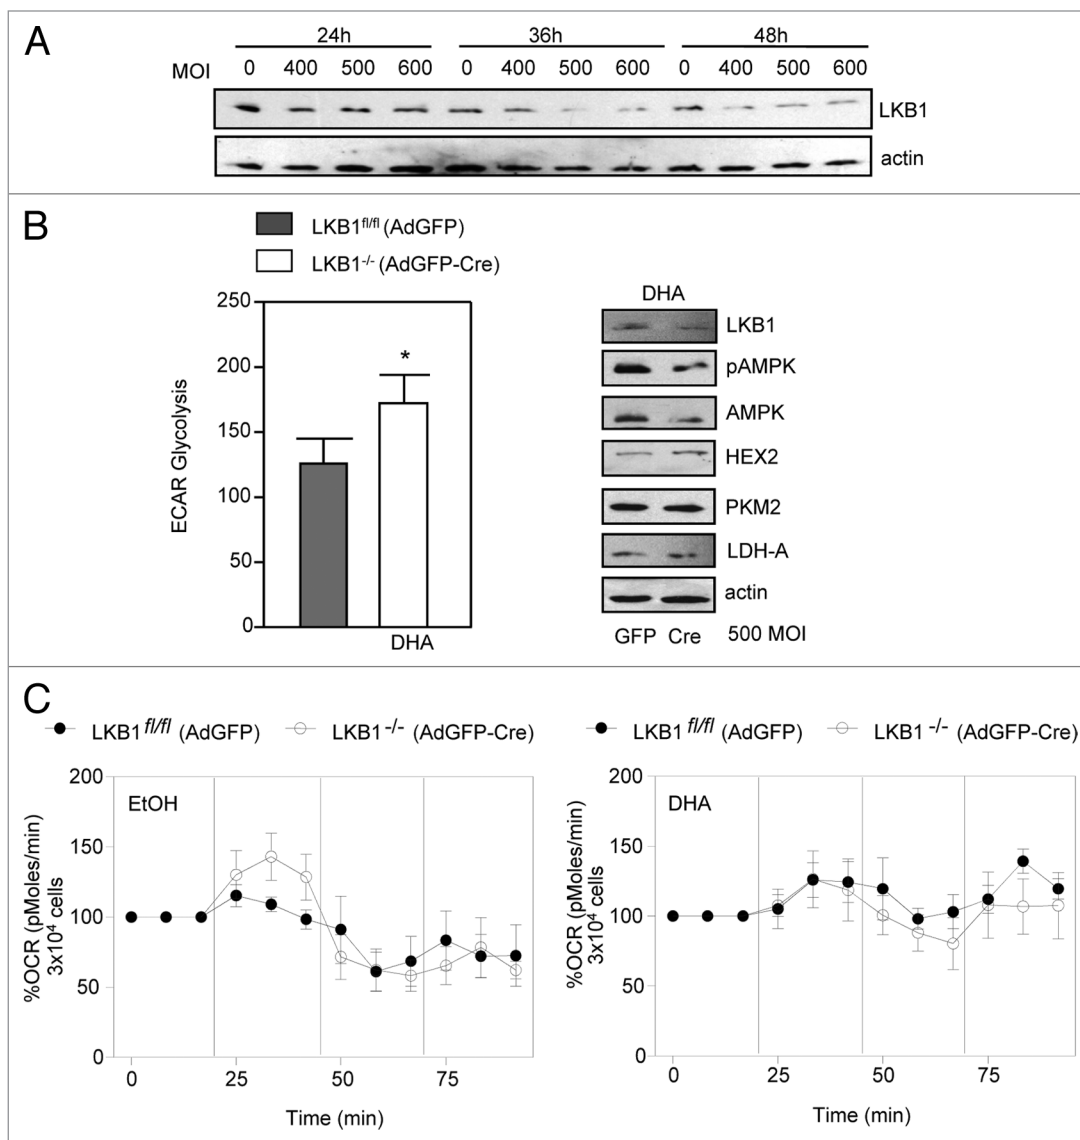 A
24h 36h 48h
MOI 0 400 500 600 0 400 500 600 0 400 500 600
LKB1
actin
B
LKB1fl/fl (AdGFP)
LKB1-/- (AdGFP-Cre)
250
200
150
100
50
0
ECAR Glycolysis
*
DHA
DHA
LKB1
pAMPK
AMPK
HEX2
PKM2
LDH-A
actin
GFP Cre 500 MOI
C
LKB1 fl/fl (AdGFP) LKB1 -/- (AdGFP-Cre)
EtOH
%OCR (pMoles/min)
3x10⁴ cells
200
150
100
50
0
0 25 50 75
Time (min)
LKB1 fl/fl (AdGFP) LKB1 -/- (AdGFP-Cre)
DHA
%OCR (pMoles/min)
3x10⁴ cells
200
150
100
50
0
0 25 50 75
Time (min)